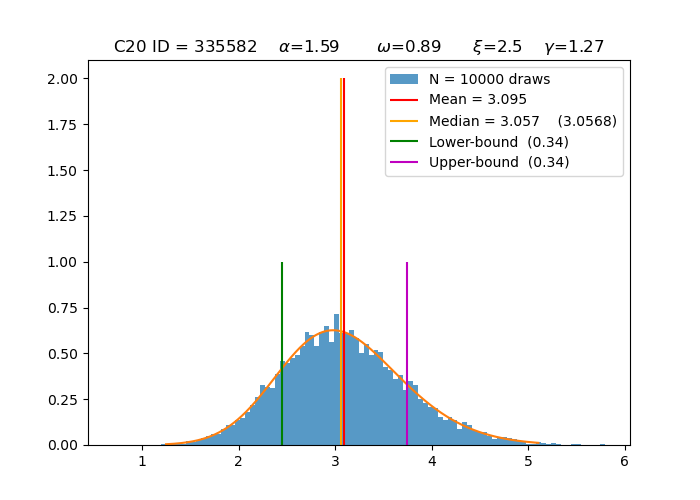 C20 ID = 335582 α=1.59 ω=0.89 ξ=2.5 γ=1.27
N = 10000 draws
Mean = 3.095
Median = 3.057 (3.0568)
Lower-bound (0.34)
Upper-bound (0.34)
2.00
1.75
1.50
1.25
1.00
0.75
0.50
0.25
0.00
1 2 3 4 5 6